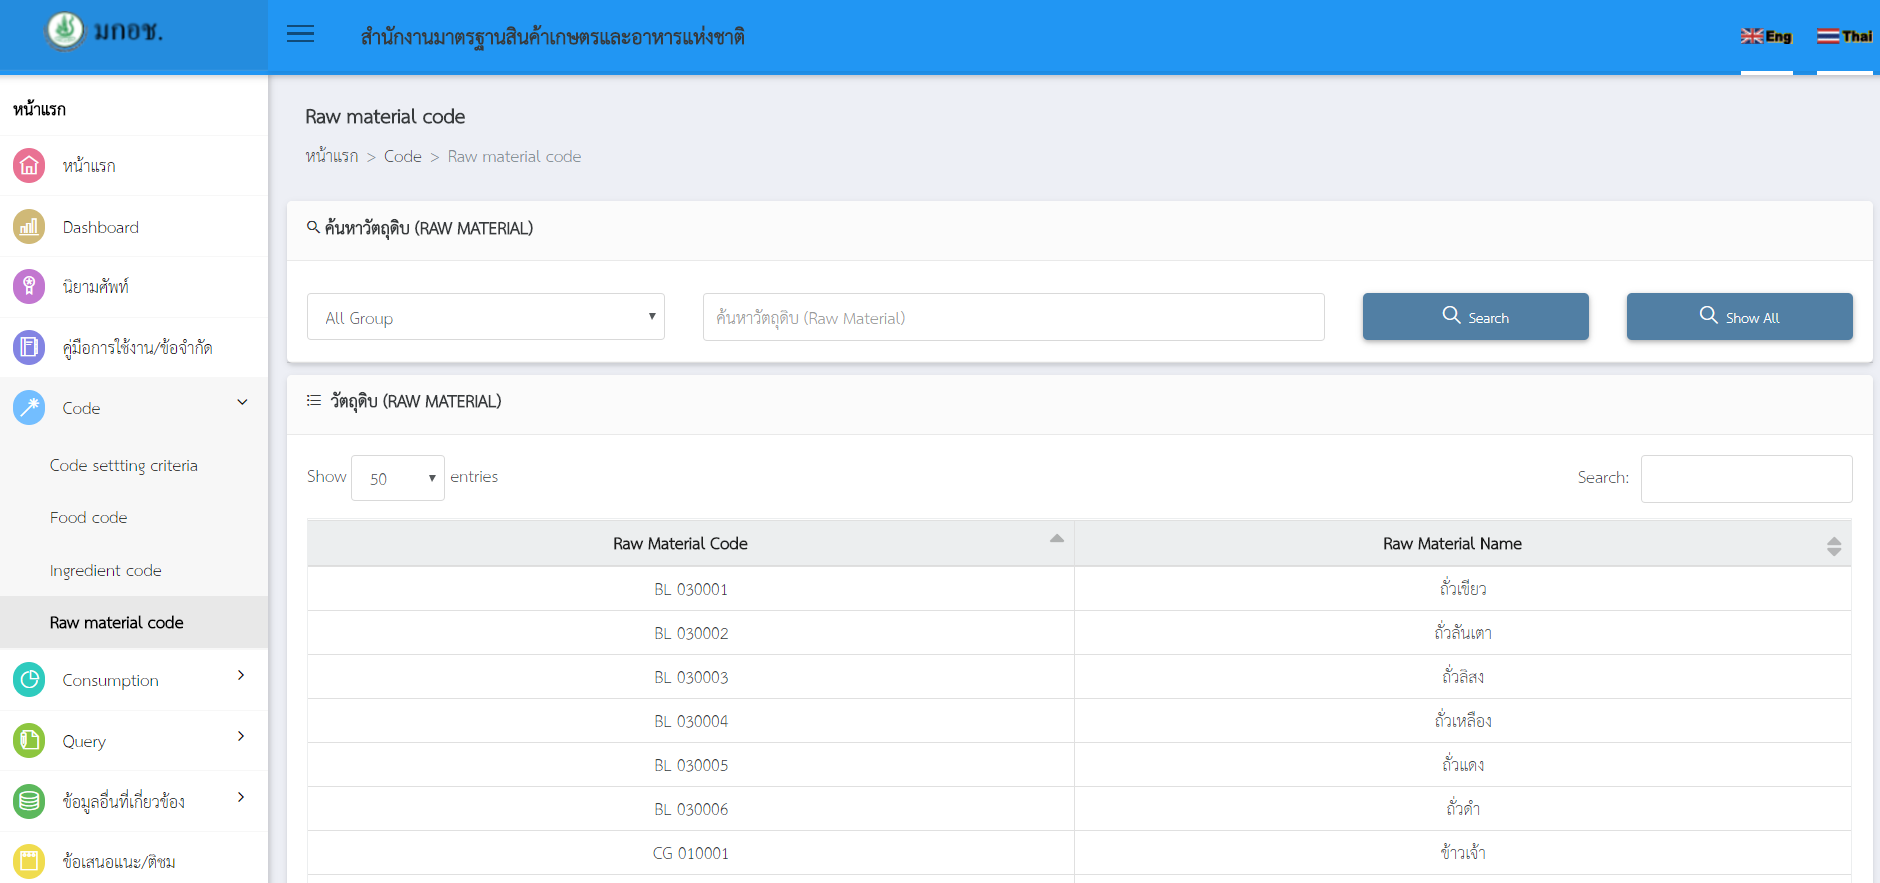 มกอช.
สำนักงานมาตรฐานสินค้าเกษตรและอาหารแห่งชาติ
Eng
Thai
หน้าแรก
หน้าแรก
Dashboard
นิยามศัพท์
คู่มือการใช้งาน/ข้อจำกัด
Code
Code settting criteria
Food code
Ingredient code
Raw material code
Consumption
Query
ข้อมูลอื่นที่เกี่ยวข้อง
ข้อเสนอแนะ/ติชม
Raw material code
หน้าแรก > Code > Raw material code
ค้นหาวัตถุดิบ (RAW MATERIAL)
All Group
ค้นหาวัตถุดิบ (Raw Material)
Search
Show All
วัตถุดิบ (RAW MATERIAL)
Show 50 entries
Search:
Raw Material Code Raw Material Name
BL 030001 ถั่วเขียว
BL 030002 ถั่วลันเตา
BL 030003 ถั่วลิสง
BL 030004 ถั่วเหลือง
BL 030005 ถั่วแดง
BL 030006 ถั่วดำ
CG 010001 ข้าวเจ้า